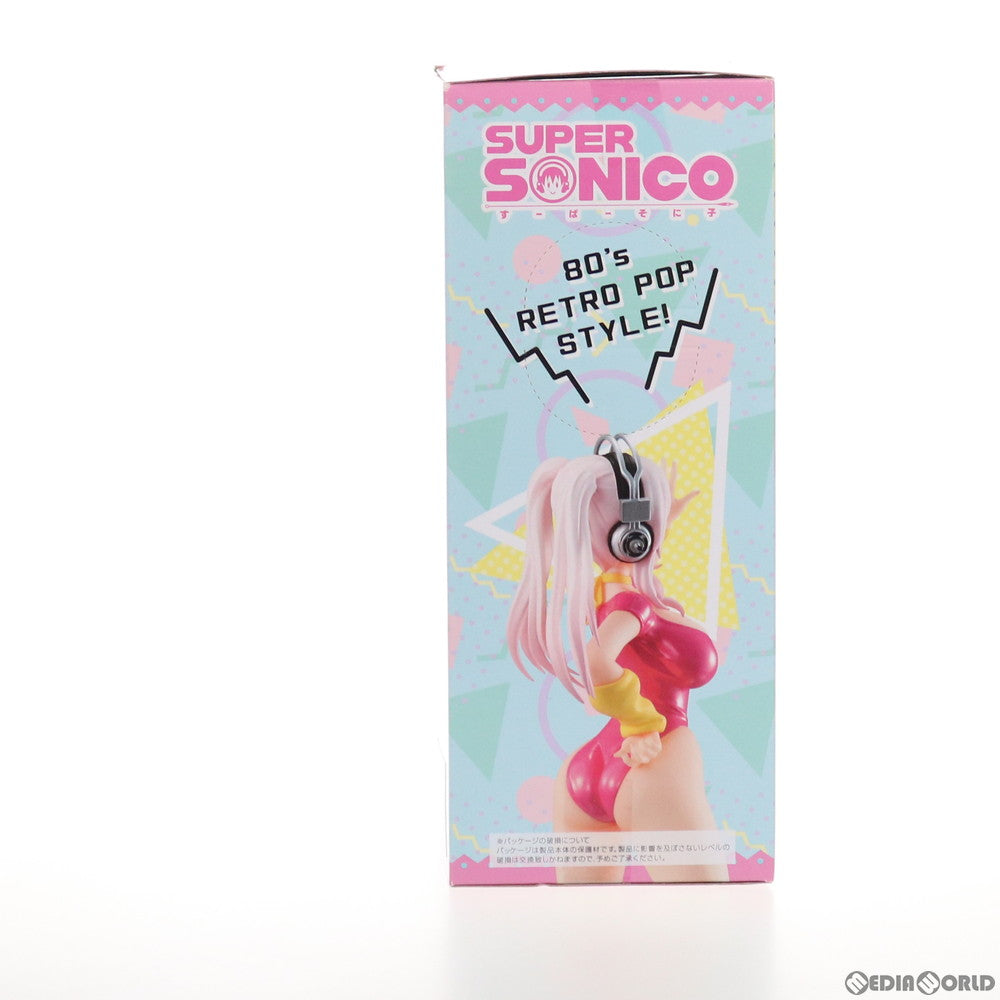 SUPER
SONICO
すーぱーそに子
80's
RETRO POP
STYLE!
※パッケージの破損について
パッケージは製品本体の保護材です。製品に影響を及ぼさないレベルの
破損は交換致しかねますので、予めご了承ください。
MEDIAWORLD